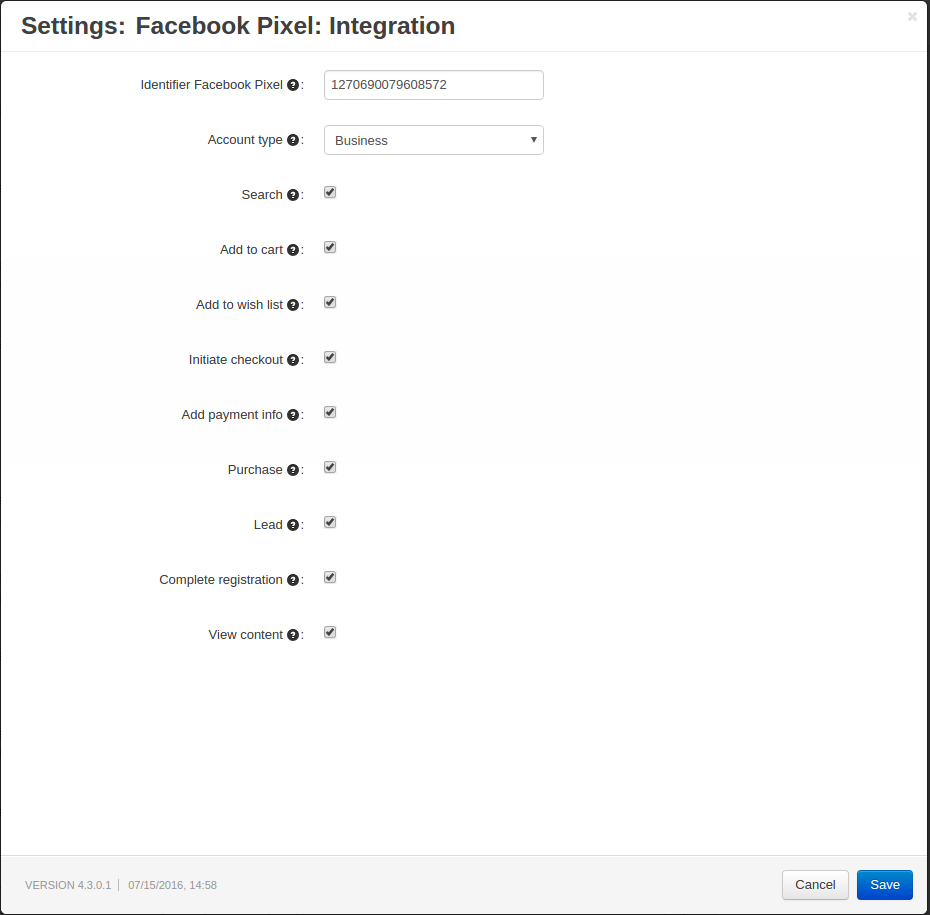 Settings: Facebook Pixel: Integration
Identifier Facebook Pixel ?: 1270690079608572
Account type ?: Business
Search ?:
Add to cart ?:
Add to wish list ?:
Initiate checkout ?:
Add payment info ?:
Purchase ?:
Lead ?:
Complete registration ?:
View content ?:
VERSION 4.3.0.1 | 07/15/2016, 14:58 Cancel Save